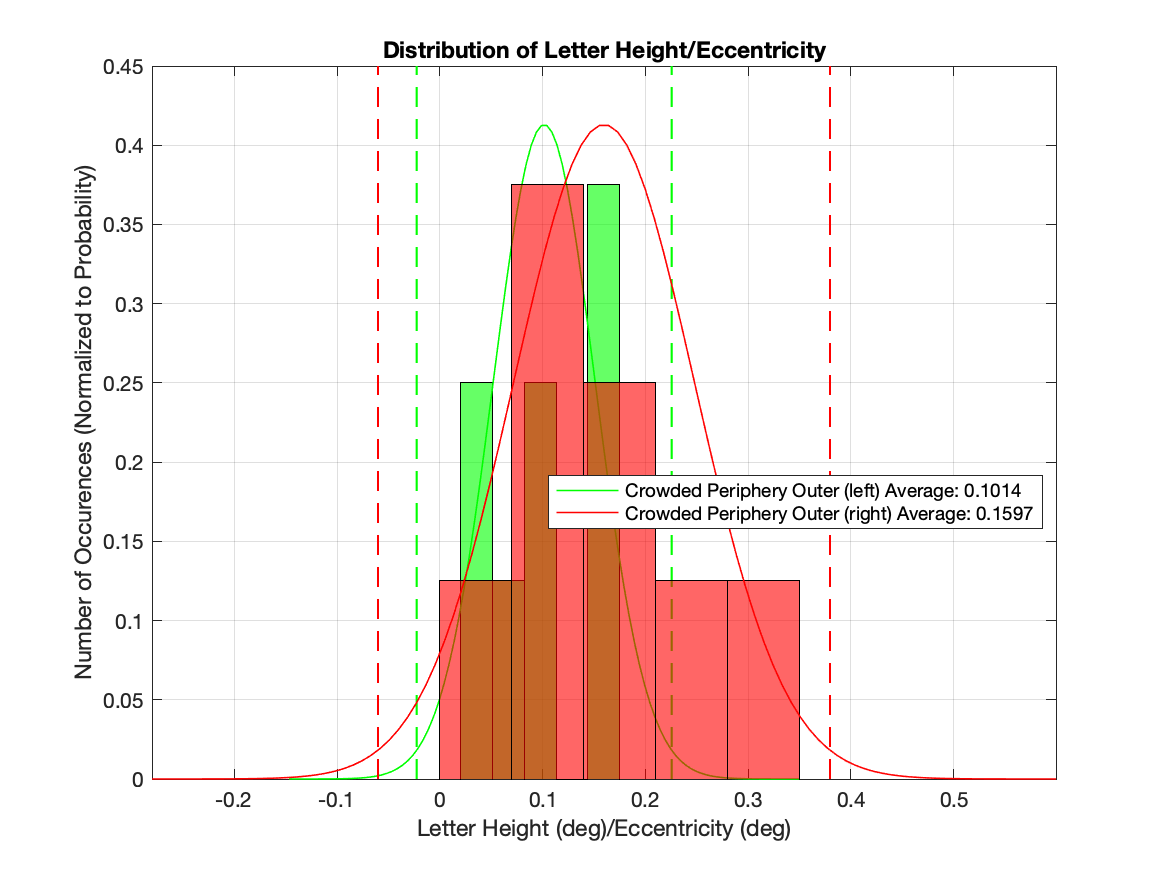 Distribution of Letter Height/Eccentricity
Number of Occurences (Normalized to Probability)
0.45
0.4
0.35
0.3
0.25
0.2
0.15
0.1
0.05
0
Crowded Periphery Outer (left) Average: 0.1014
Crowded Periphery Outer (right) Average: 0.1597
-0.2 -0.1 0 0.1 0.2 0.3 0.4 0.5
Letter Height (deg)/Eccentricity (deg)